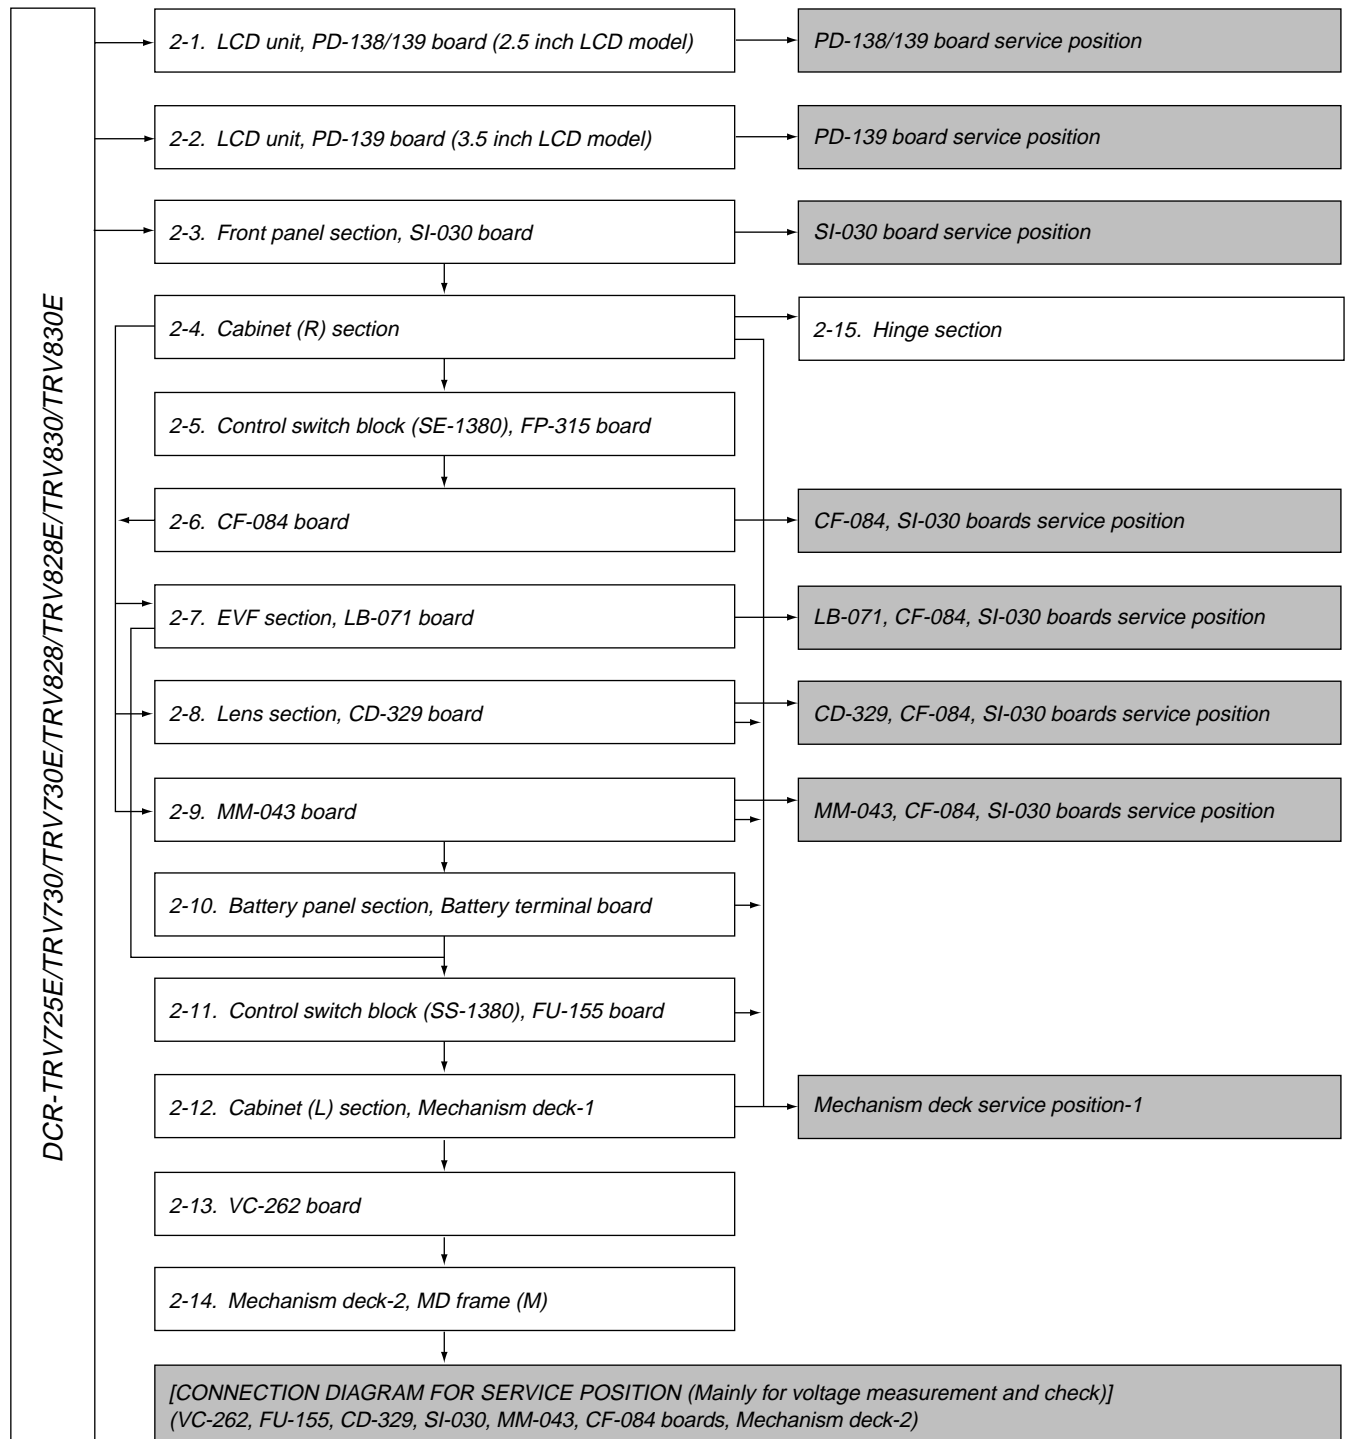 DCR-TRV725E/TRV730/TRV730E/TRV828/TRV828E/TRV830/TRV830E
2-1. LCD unit, PD-138/139 board (2.5 inch LCD model)
PD-138/139 board service position
2-2. LCD unit, PD-139 board (3.5 inch LCD model)
PD-139 board service position
2-3. Front panel section, SI-030 board
SI-030 board service position
2-4. Cabinet (R) section
2-15. Hinge section
2-5. Control switch block (SE-1380), FP-315 board
2-6. CF-084 board
CF-084, SI-030 boards service position
2-7. EVF section, LB-071 board
LB-071, CF-084, SI-030 boards service position
2-8. Lens section, CD-329 board
CD-329, CF-084, SI-030 boards service position
2-9. MM-043 board
MM-043, CF-084, SI-030 boards service position
2-10. Battery panel section, Battery terminal board
2-11. Control switch block (SS-1380), FU-155 board
2-12. Cabinet (L) section, Mechanism deck-1
Mechanism deck service position-1
2-13. VC-262 board
2-14. Mechanism deck-2, MD frame (M)
[CONNECTION DIAGRAM FOR SERVICE POSITION (Mainly for voltage measurement and check)]
(VC-262, FU-155, CD-329, SI-030, MM-043, CF-084 boards, Mechanism deck-2)